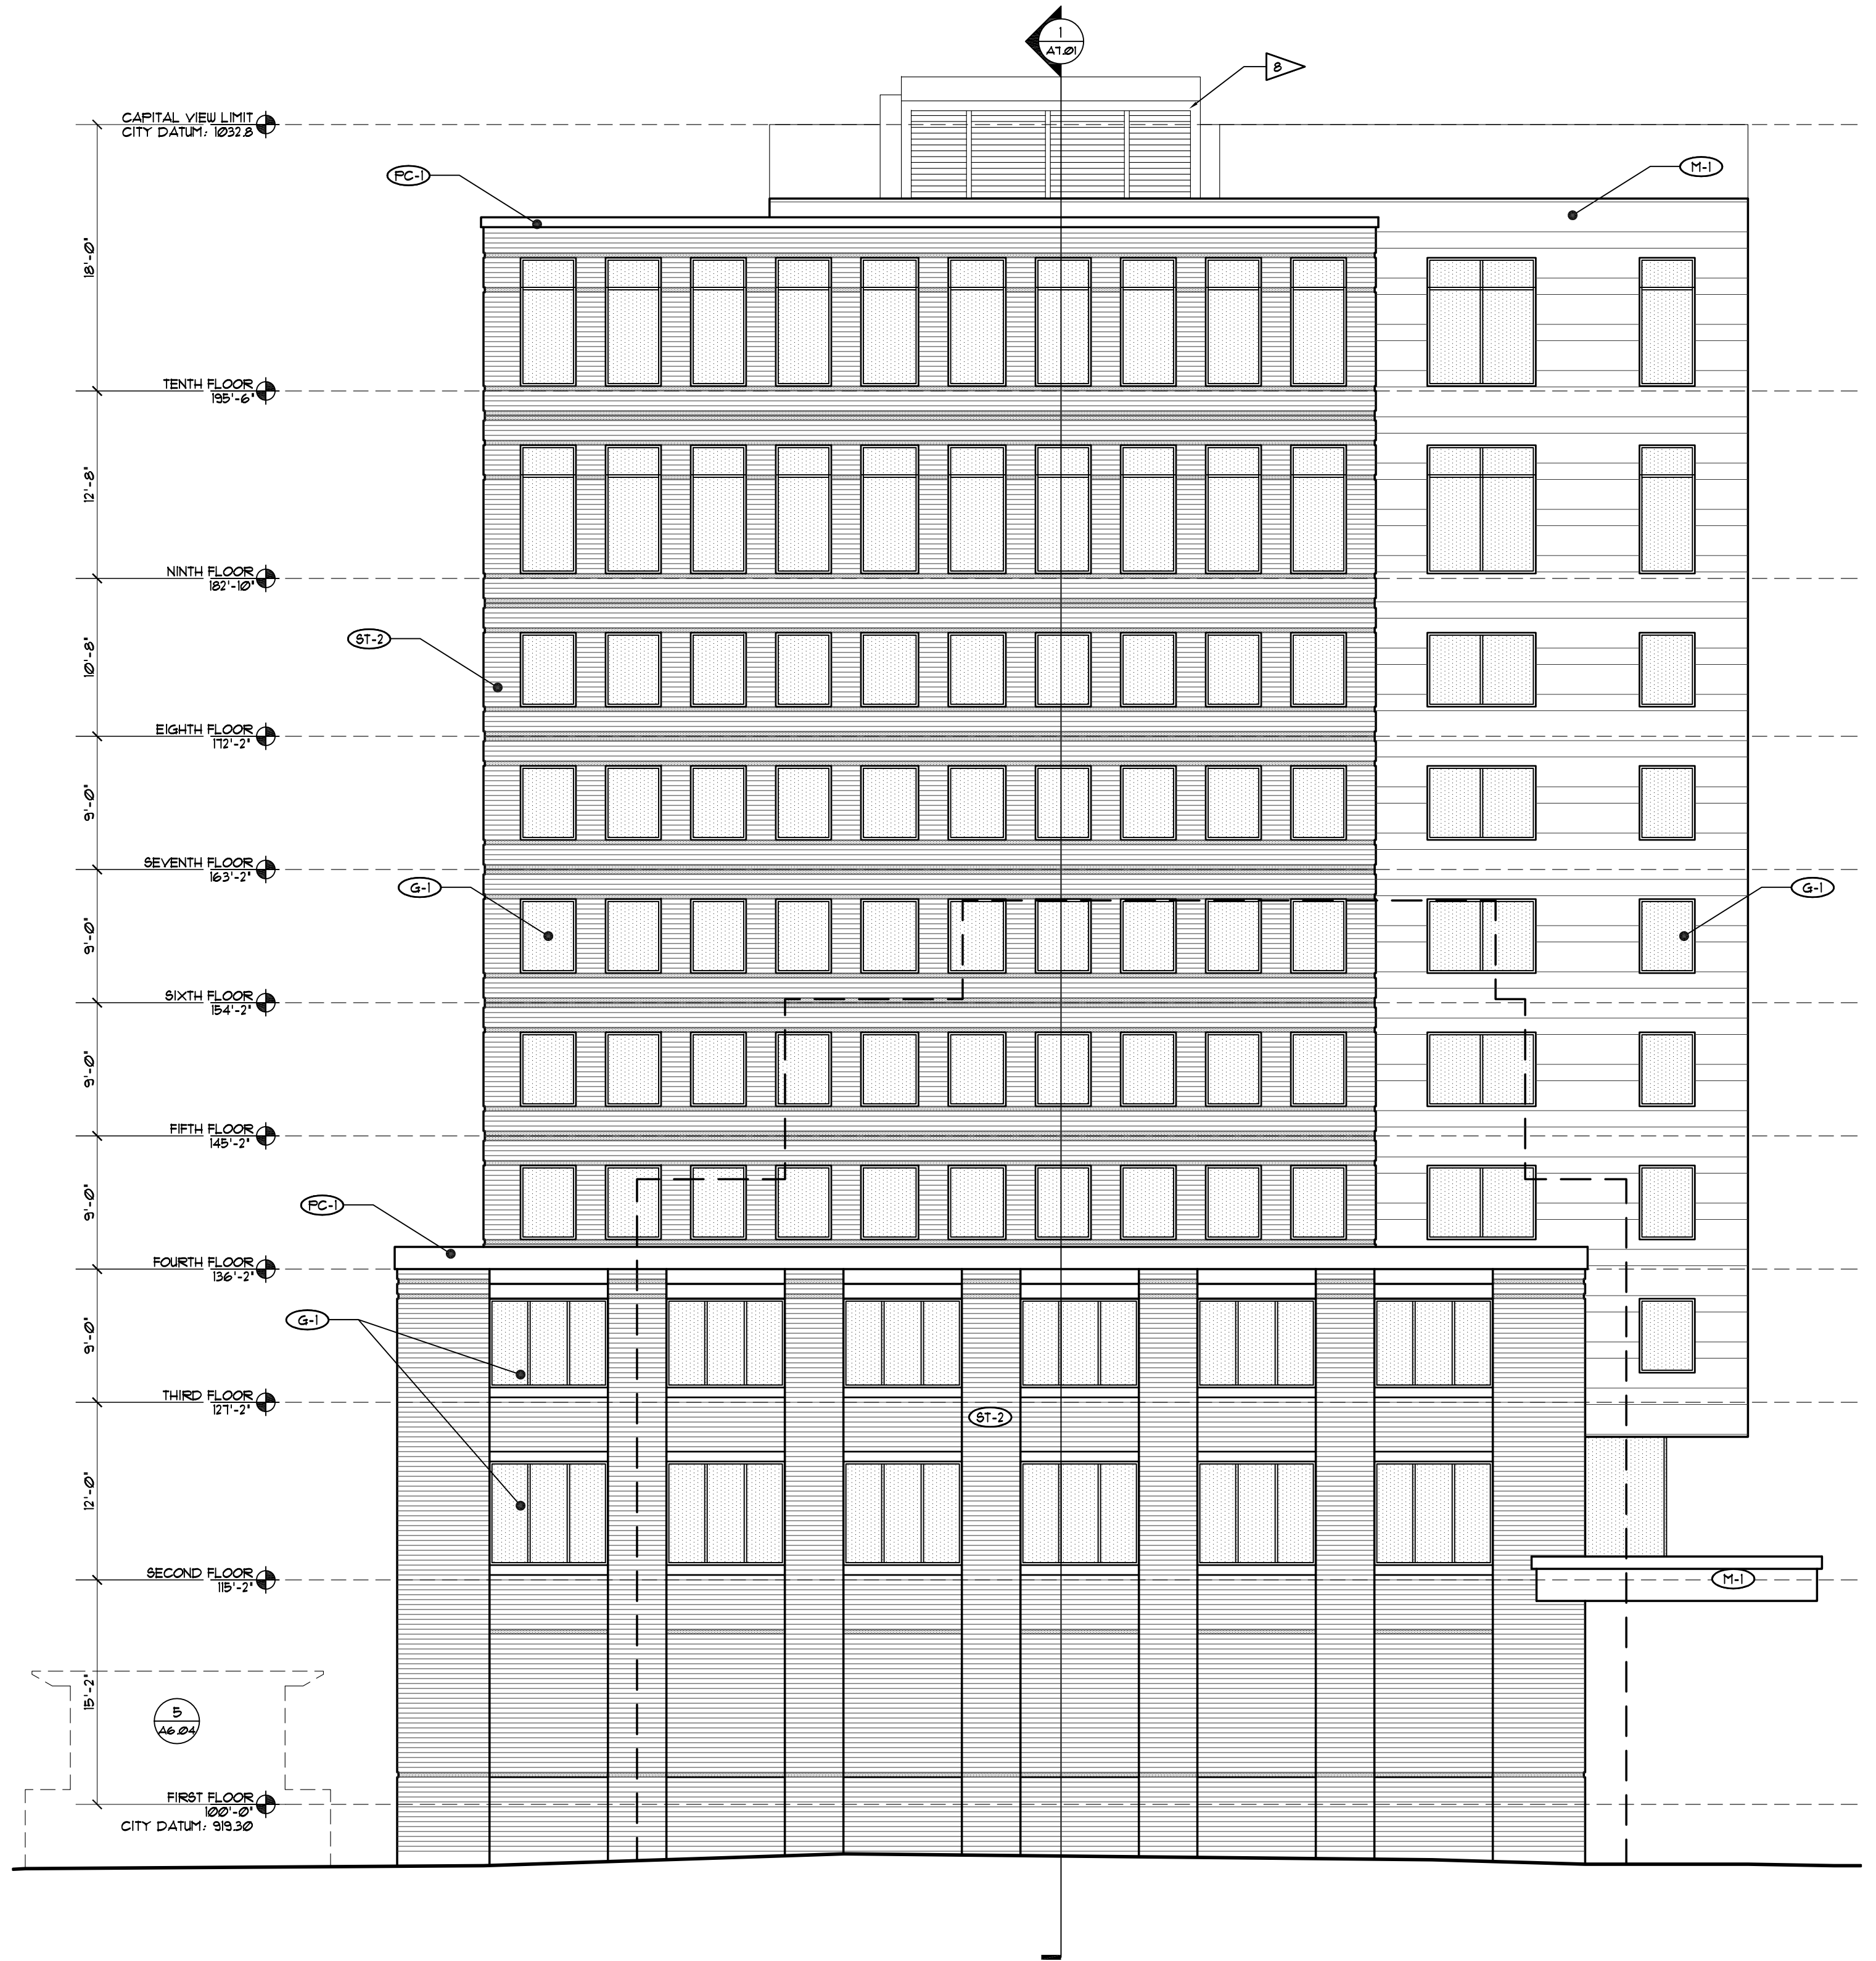 1
A7.01
8
CAPITAL VIEW LIMIT
CITY DATUM: 1032.8
PC-1
M-1
18'-0"
TENTH FLOOR
195'-6"
12'-8"
NINTH FLOOR
182'-10"
ST-2
10'-8"
EIGHTH FLOOR
172'-2"
9'-0"
SEVENTH FLOOR
163'-2"
G-1
G-1
9'-0"
SIXTH FLOOR
154'-2"
9'-0"
FIFTH FLOOR
145'-2"
9'-0"
PC-1
FOURTH FLOOR
136'-2"
G-1
9'-0"
THIRD FLOOR
127'-2"
ST-2
12'-0"
SECOND FLOOR
115'-2"
M-1
15'-2"
5
A6.04
FIRST FLOOR
100'-0"
CITY DATUM: 919.30